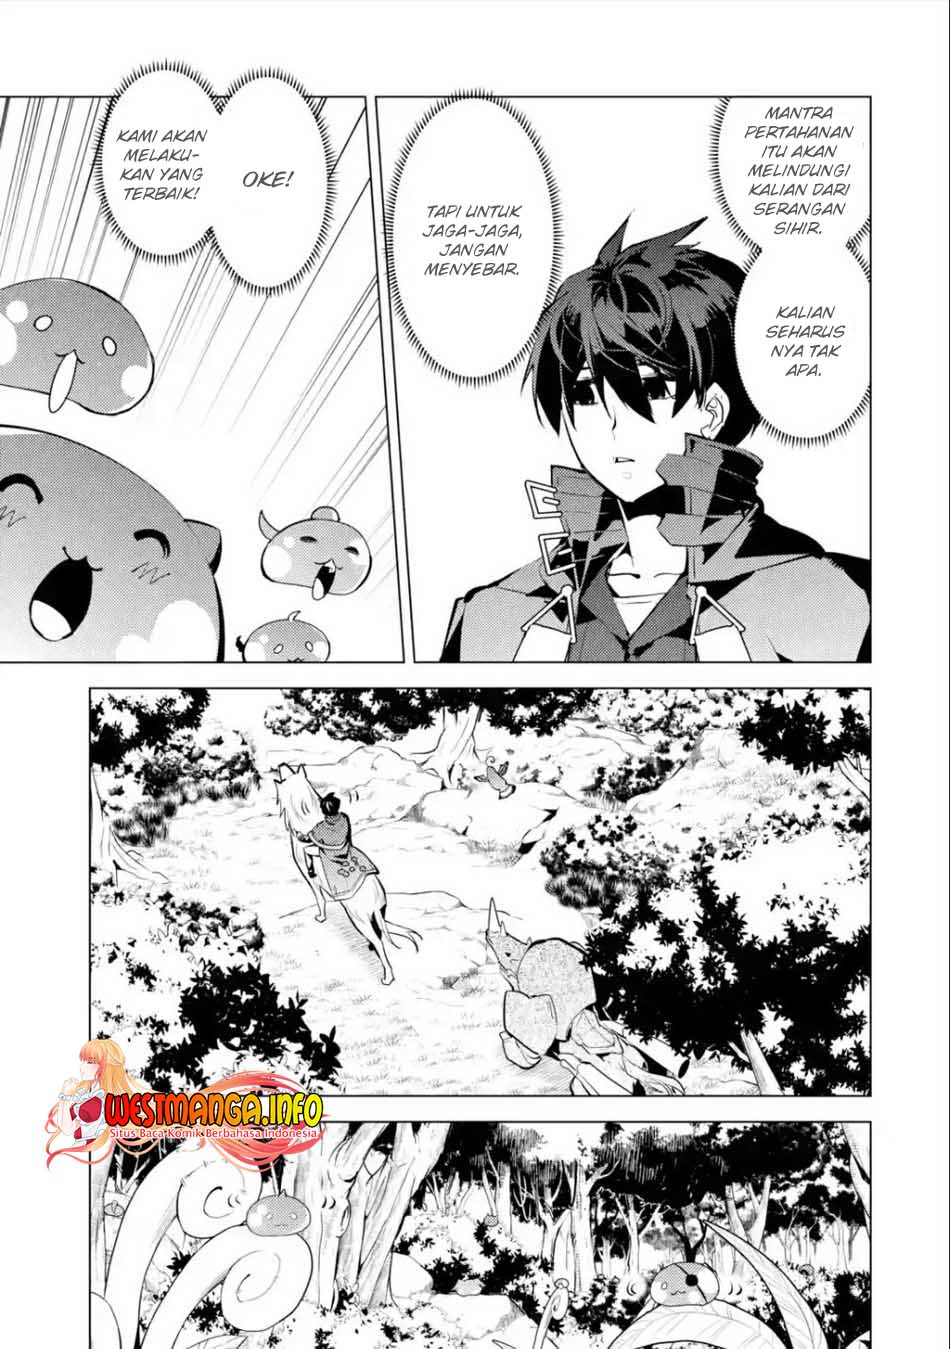 MANTRA
PERTAHANAN
ITU AKAN
MELINDUNGI
KALIAN DARI
SERANGAN
SIHIR.
KALIAN
SEHARUS
NYA TAK
APA.
TAPI UNTUK
JAGA-JAGA,
JANGAN
MENYEBAR.
OKE!
KAMI AKAN
MELAKU-
KAN YANG
TERBAIK!
WESTMANGA.INFO
Situs Baca Komik Berbahasa Indonesia